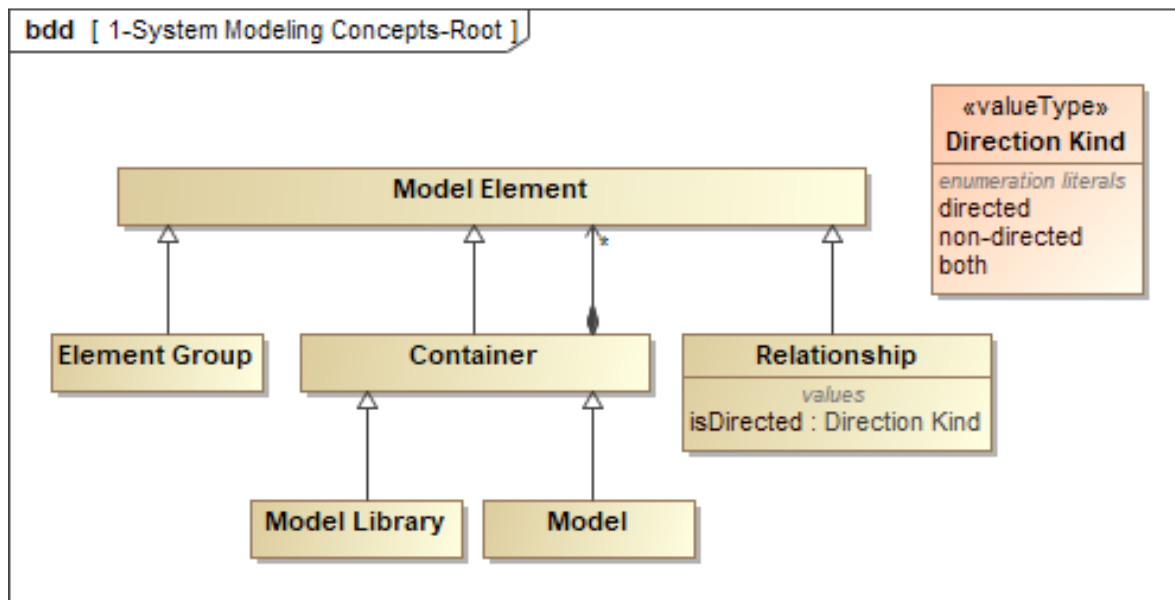 bdd [ 1-System Modeling Concepts-Root ]
«valueType»
Direction Kind
enumeration literals
directed
non-directed
both
Model Element
*
Element Group
Container
Relationship
values
isDirected : Direction Kind
Model Library
Model